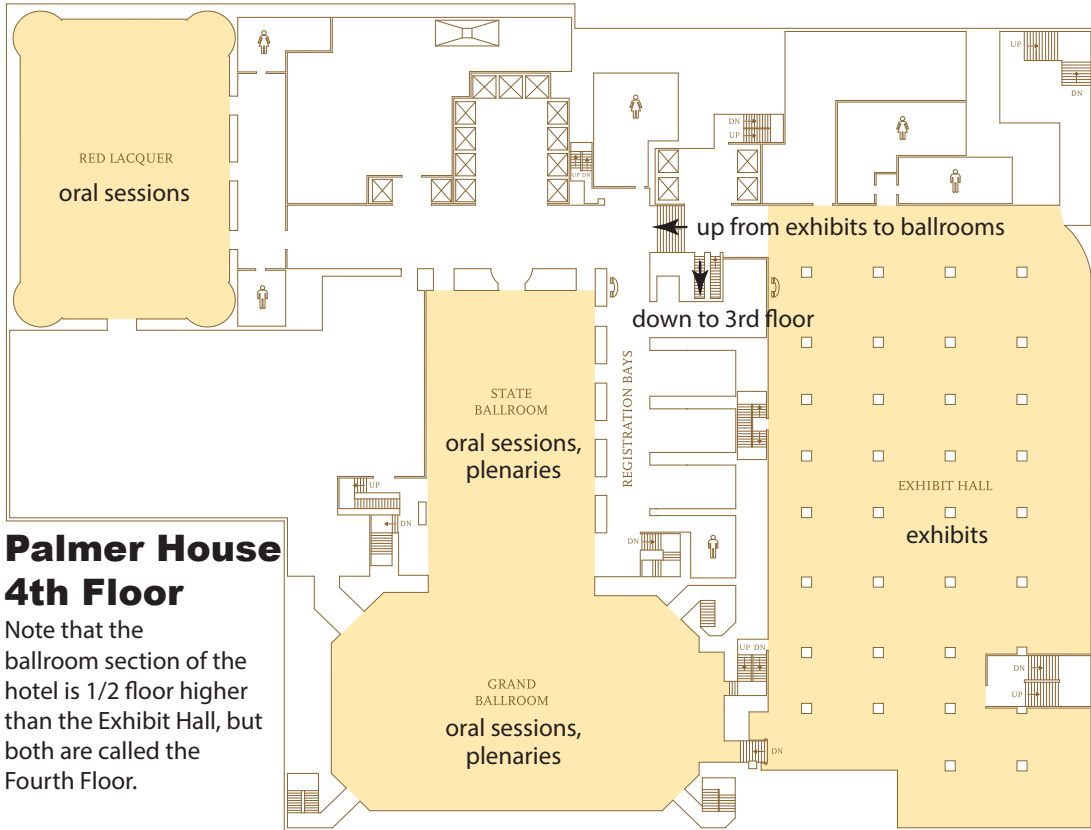 UP
DN
DN
UP
RED LACQUER
oral sessions
UP DN
up from exhibits to ballrooms
down to 3rd floor
REGISTRATION BAYS
STATE
BALLROOM
oral sessions,
plenaries
EXHIBIT HALL
exhibits
UP
DN
DN
Palmer House
4th Floor
Note that the
ballroom section of the
hotel is 1/2 floor higher
than the Exhibit Hall, but
both are called the
Fourth Floor.
GRAND
BALLROOM
oral sessions,
plenaries
UP DN
DN
UP
DN